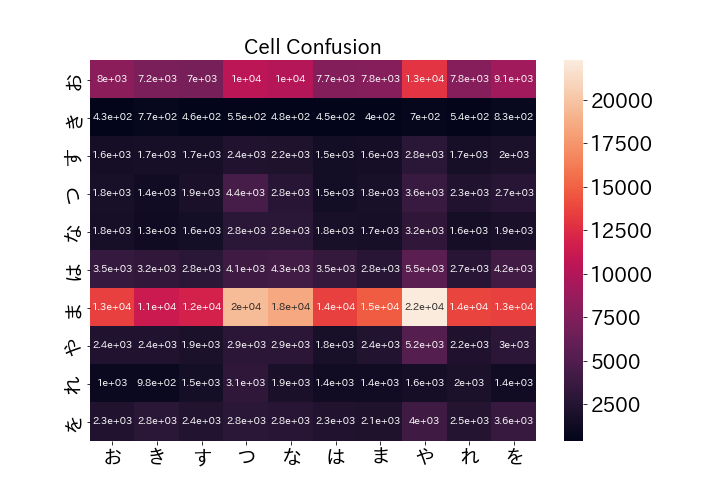 Cell Confusion
お 8e+03 7.2e+03 7e+03 1e+04 1e+04 7.7e+03 7.8e+03 1.3e+04 7.8e+03 9.1e+03
き 4.3e+02 7.7e+02 4.6e+02 5.5e+02 4.8e+02 4.5e+02 4e+02 7e+02 5.4e+02 8.3e+02
す 1.6e+03 1.7e+03 1.7e+03 2.4e+03 2.2e+03 1.5e+03 1.6e+03 2.8e+03 1.7e+03 2e+03
つ 1.8e+03 1.4e+03 1.9e+03 4.4e+03 2.8e+03 1.5e+03 1.8e+03 3.6e+03 2.3e+03 2.7e+03
な 1.8e+03 1.3e+03 1.6e+03 2.8e+03 2.8e+03 1.8e+03 1.7e+03 3.2e+03 1.6e+03 1.9e+03
は 3.5e+03 3.2e+03 2.8e+03 4.1e+03 4.3e+03 3.5e+03 2.8e+03 5.5e+03 2.7e+03 4.2e+03
ま 1.3e+04 1.1e+04 1.2e+04 2e+04 1.8e+04 1.4e+04 1.5e+04 2.2e+04 1.4e+04 1.3e+04
や 2.4e+03 2.4e+03 1.9e+03 2.9e+03 2.9e+03 1.8e+03 2.4e+03 5.2e+03 2.2e+03 3e+03
れ 1e+03 9.8e+02 1.5e+03 3.1e+03 1.9e+03 1.4e+03 1.4e+03 1.6e+03 2e+03 1.4e+03
を 2.3e+03 2.8e+03 2.4e+03 2.8e+03 2.8e+03 2.3e+03 2.1e+03 4e+03 2.5e+03 3.6e+03
お き す つ な は ま や れ を
20000
17500
15000
12500
10000
7500
5000
2500